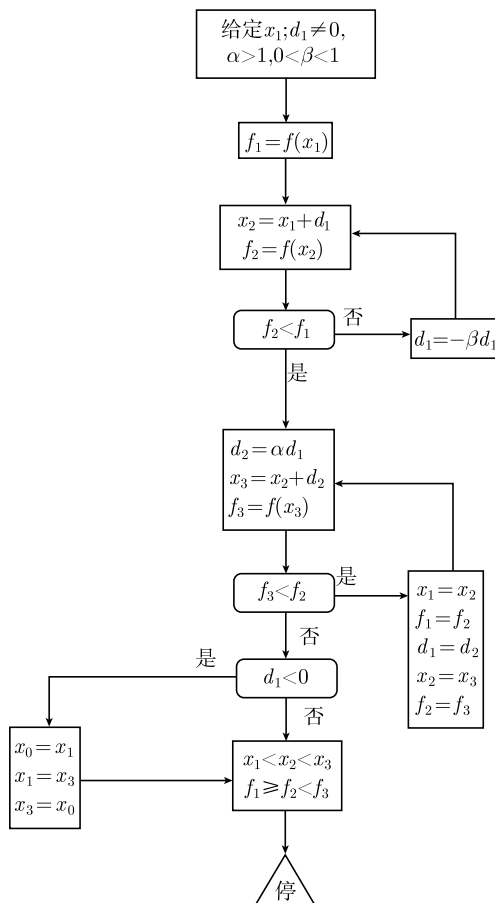 给定x₁;d₁≠0,
α>1,0<β<1
f₁=f(x₁)
x₂=x₁+d₁
f₂=f(x₂)
f₂<f₁
否
d₁=-βd₁
是
d₂=αd₁
x₃=x₂+d₂
f₃=f(x₃)
f₃<f₂
是
x₁=x₂
f₁=f₂
d₁=d₂
x₂=x₃
f₂=f₃
否
d₁<0
是
x₀=x₁
x₁=x₃
x₃=x₀
否
x₁<x₂<x₃
f₁⩾f₂<f₃
停